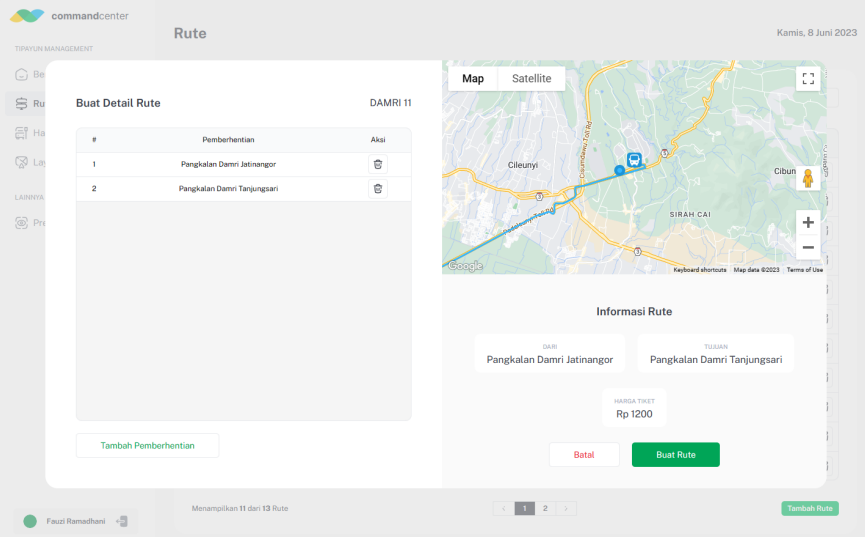 commandcenter
Rute
Kamis, 8 Juni 2023
TIPAYUN MANAGEMENT
Be
Ru
Ha
Lay
LAINNYA
Pre
Buat Detail Rute
DAMRI 11
# Pemberhentian Aksi
1 Pangkalan Damri Jatinangor
2 Pangkalan Damri Tanjungsari
Tambah Pemberhentian
Map Satellite
Cisumdawu Toll Rd
Cileunyi
Cibun
SIRAH CAI
Padaleunyi Toll Rd
Google
Keyboard shortcuts Map data ©2023 Terms of Use
Informasi Rute
DARI
Pangkalan Damri Jatinangor
TUJUAN
Pangkalan Damri Tanjungsari
HARGA TIKET
Rp 1200
Batal
Buat Rute
Fauzi Ramadhani
Menampilkan 11 dari 13 Rute
1 2
Tambah Rute